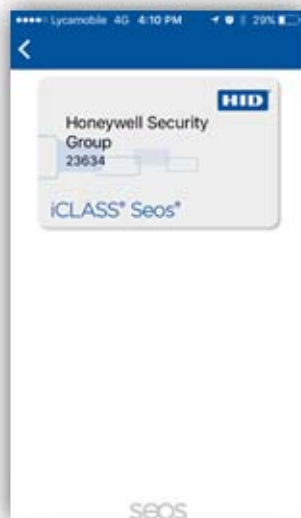 Lycamobile 4G 4:10 PM 29%
HID
Honeywell Security
Group
23634
iCLASS® Seos®
seos